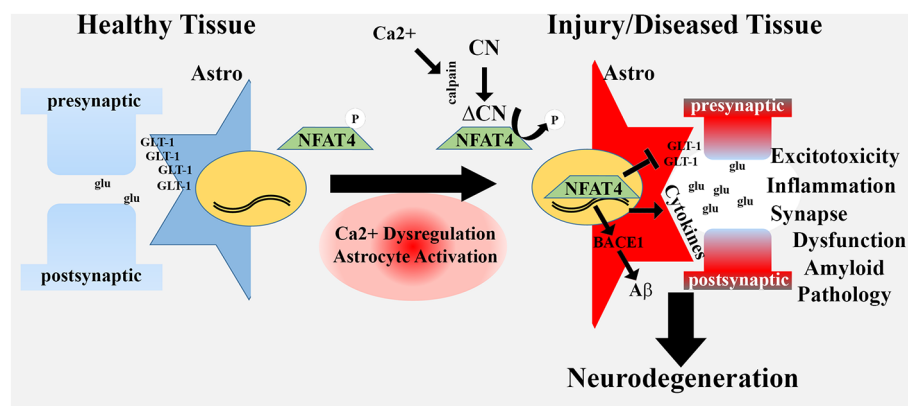 Healthy Tissue
Injury/Diseased Tissue
Ca2+
CN
calpain
ΔCN
P
NFAT4
Astro
presynaptic
GLT-1
GLT-1
GLT-1
GLT-1
glu
glu
postsynaptic
NFAT4
P
Ca2+ Dysregulation
Astrocyte Activation
Astro
presynaptic
GLT-1
GLT-1
glu
NFAT4
glu
glu
glu
glu
Cytokines
BACE1
Aβ
postsynaptic
Excitotoxicity
Inflammation
Synapse
Dysfunction
Amyloid
Pathology
Neurodegeneration